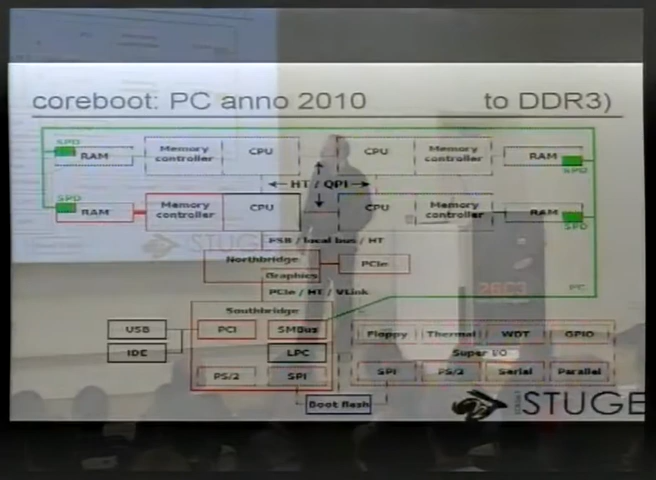 coreboot: PC anno 2010 to DDR3)
SPD
RAM Memory controller CPU CPU Memory controller RAM
SPD
HT / QPI
SPD
RAM Memory controller CPU CPU Memory controller RAM
SPD
FSB / local bus / HT
STUGE
Northbridge PCIe
Graphics
PCIe / HT / VLink
26C3
I²C
Southbridge
USB PCI SMBus Floppy Thermal WDT GPIO
IDE LPC Super I/O
PS/2 SPI SPI PS/2 Serial Parallel
Boot flash
STUGE